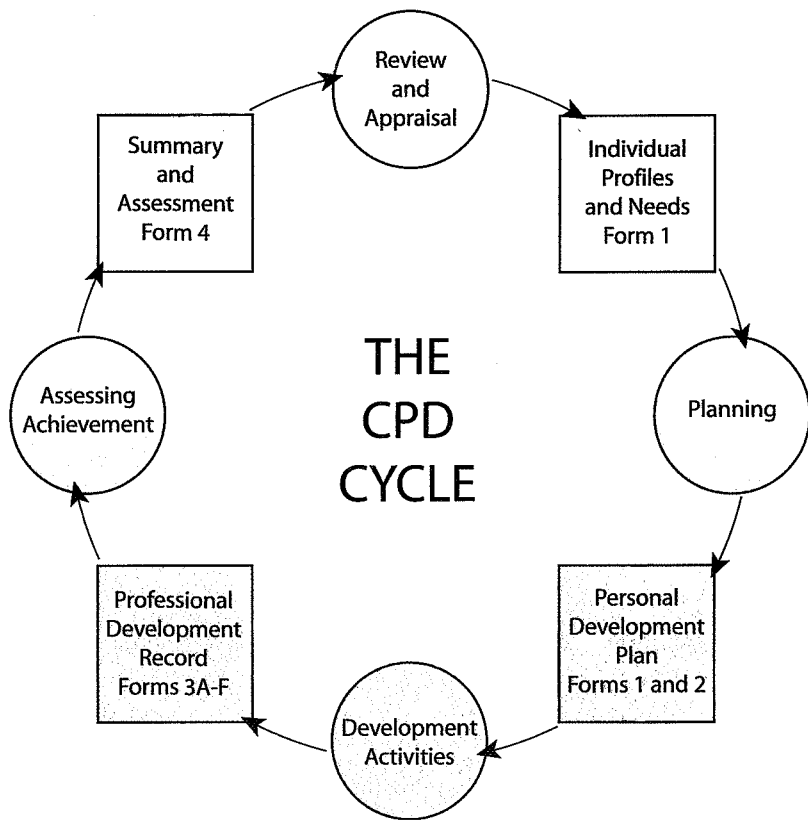 Review
and
Appraisal
Individual
Profiles
and Needs
Form 1
Planning
Personal
Development
Plan
Forms 1 and 2
Development
Activities
Professional
Development
Record
Forms 3A-F
Assessing
Achievement
Summary
and
Assessment
Form 4
THE
CPD
CYCLE